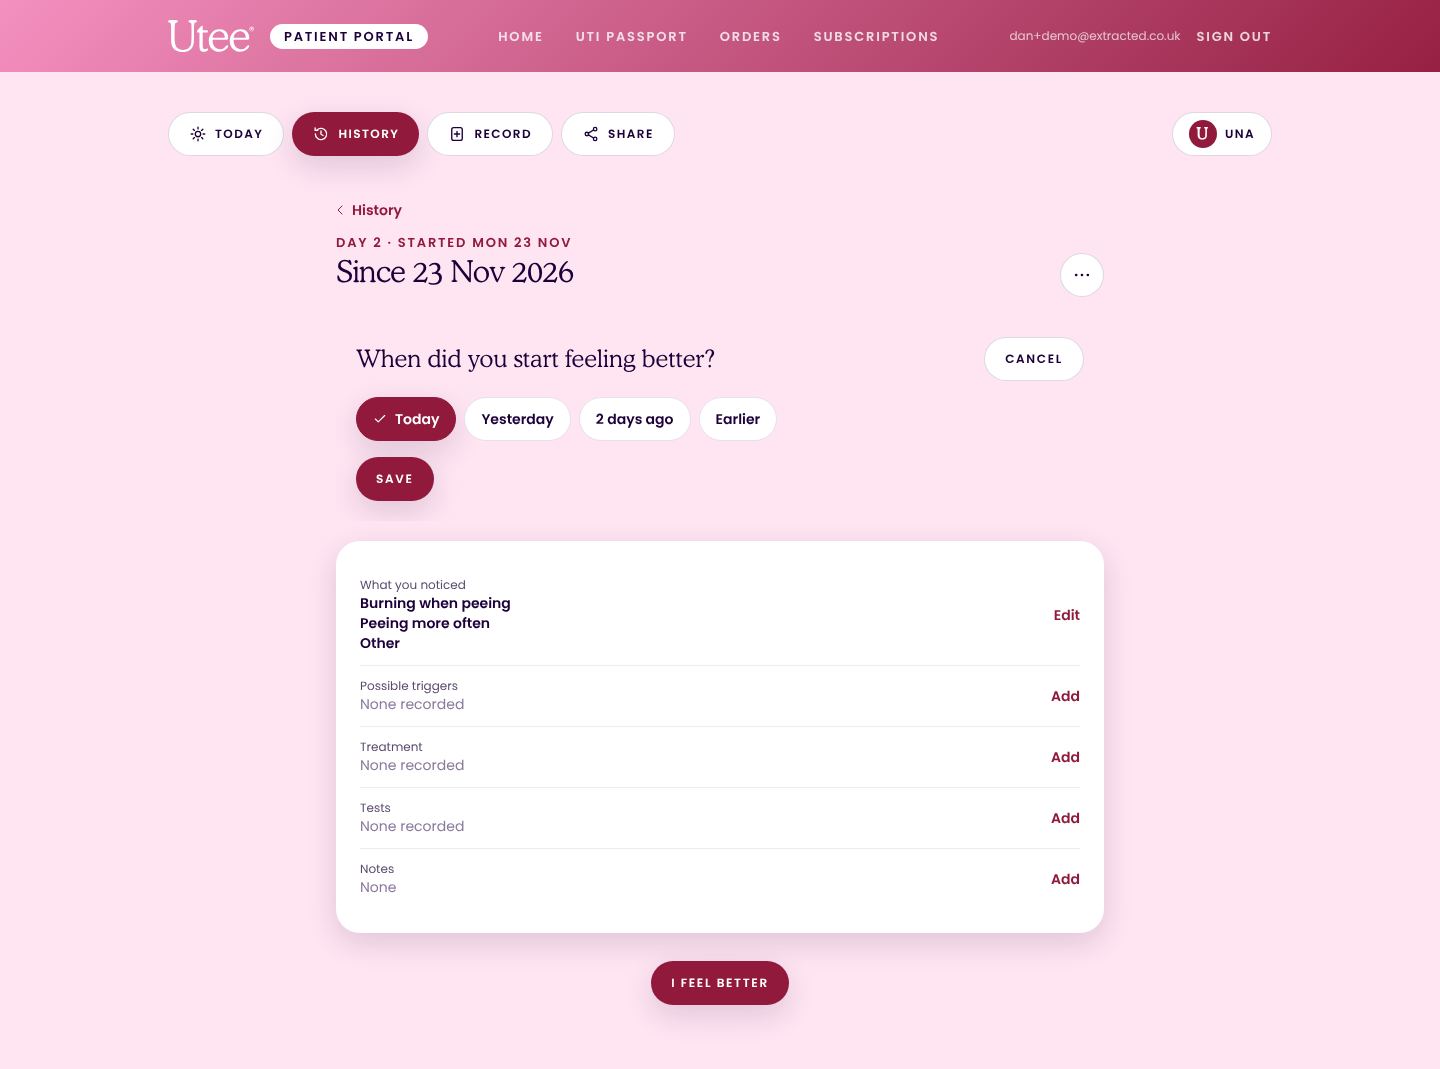 Utee®
PATIENT PORTAL
HOME
UTI PASSPORT
ORDERS
SUBSCRIPTIONS
dan+demo@extracted.co.uk
SIGN OUT
TODAY
HISTORY
RECORD
SHARE
U
UNA
History
DAY 2 · STARTED MON 23 NOV
Since 23 Nov 2026
When did you start feeling better?
CANCEL
Today
Yesterday
2 days ago
Earlier
SAVE
What you noticed
Burning when peeing
Peeing more often
Other
Edit
Possible triggers
None recorded
Add
Treatment
None recorded
Add
Tests
None recorded
Add
Notes
None
Add
I FEEL BETTER